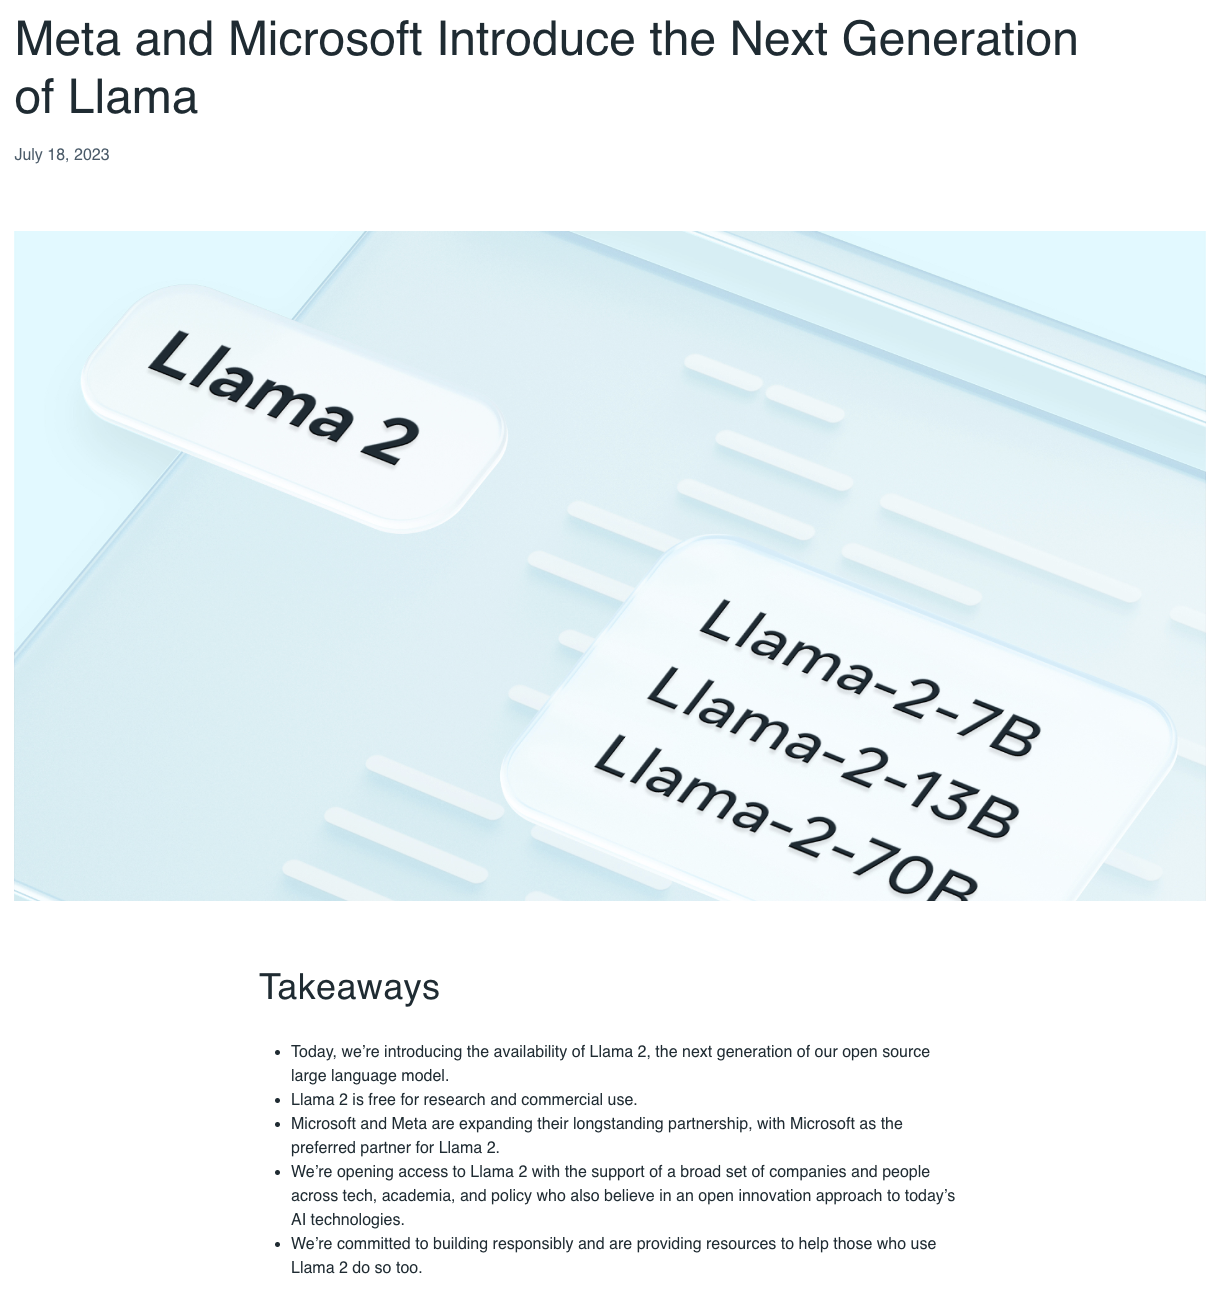 Meta and Microsoft Introduce the Next Generation
of Llama
July 18, 2023
Llama 2
Llama-2-7B
Llama-2-13B
Llama-2-70B
Takeaways
• Today, we’re introducing the availability of Llama 2, the next generation of our open source
large language model.
• Llama 2 is free for research and commercial use.
• Microsoft and Meta are expanding their longstanding partnership, with Microsoft as the
preferred partner for Llama 2.
• We’re opening access to Llama 2 with the support of a broad set of companies and people
across tech, academia, and policy who also believe in an open innovation approach to today’s
AI technologies.
• We’re committed to building responsibly and are providing resources to help those who use
Llama 2 do so too.